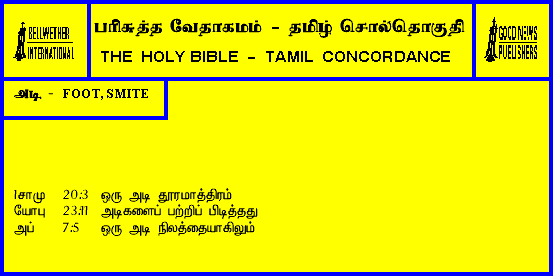 BELLWETHER
INTERNATIONAL
பரிசுத்த வேதாகமம் - தமிழ் சொல்தொகுதி
THE HOLY BIBLE - TAMIL CONCORDANCE
GOOD NEWS
PUBLISHERS
அடி - FOOT, SMITE
1சாமு 20:3 ஒரு அடி தூரமாத்திரம்
யோபு 23:11 அடிகளைப் பற்றிப் பிடித்தது
அப் 7:5 ஒரு அடி நிலத்தையாகிலும்